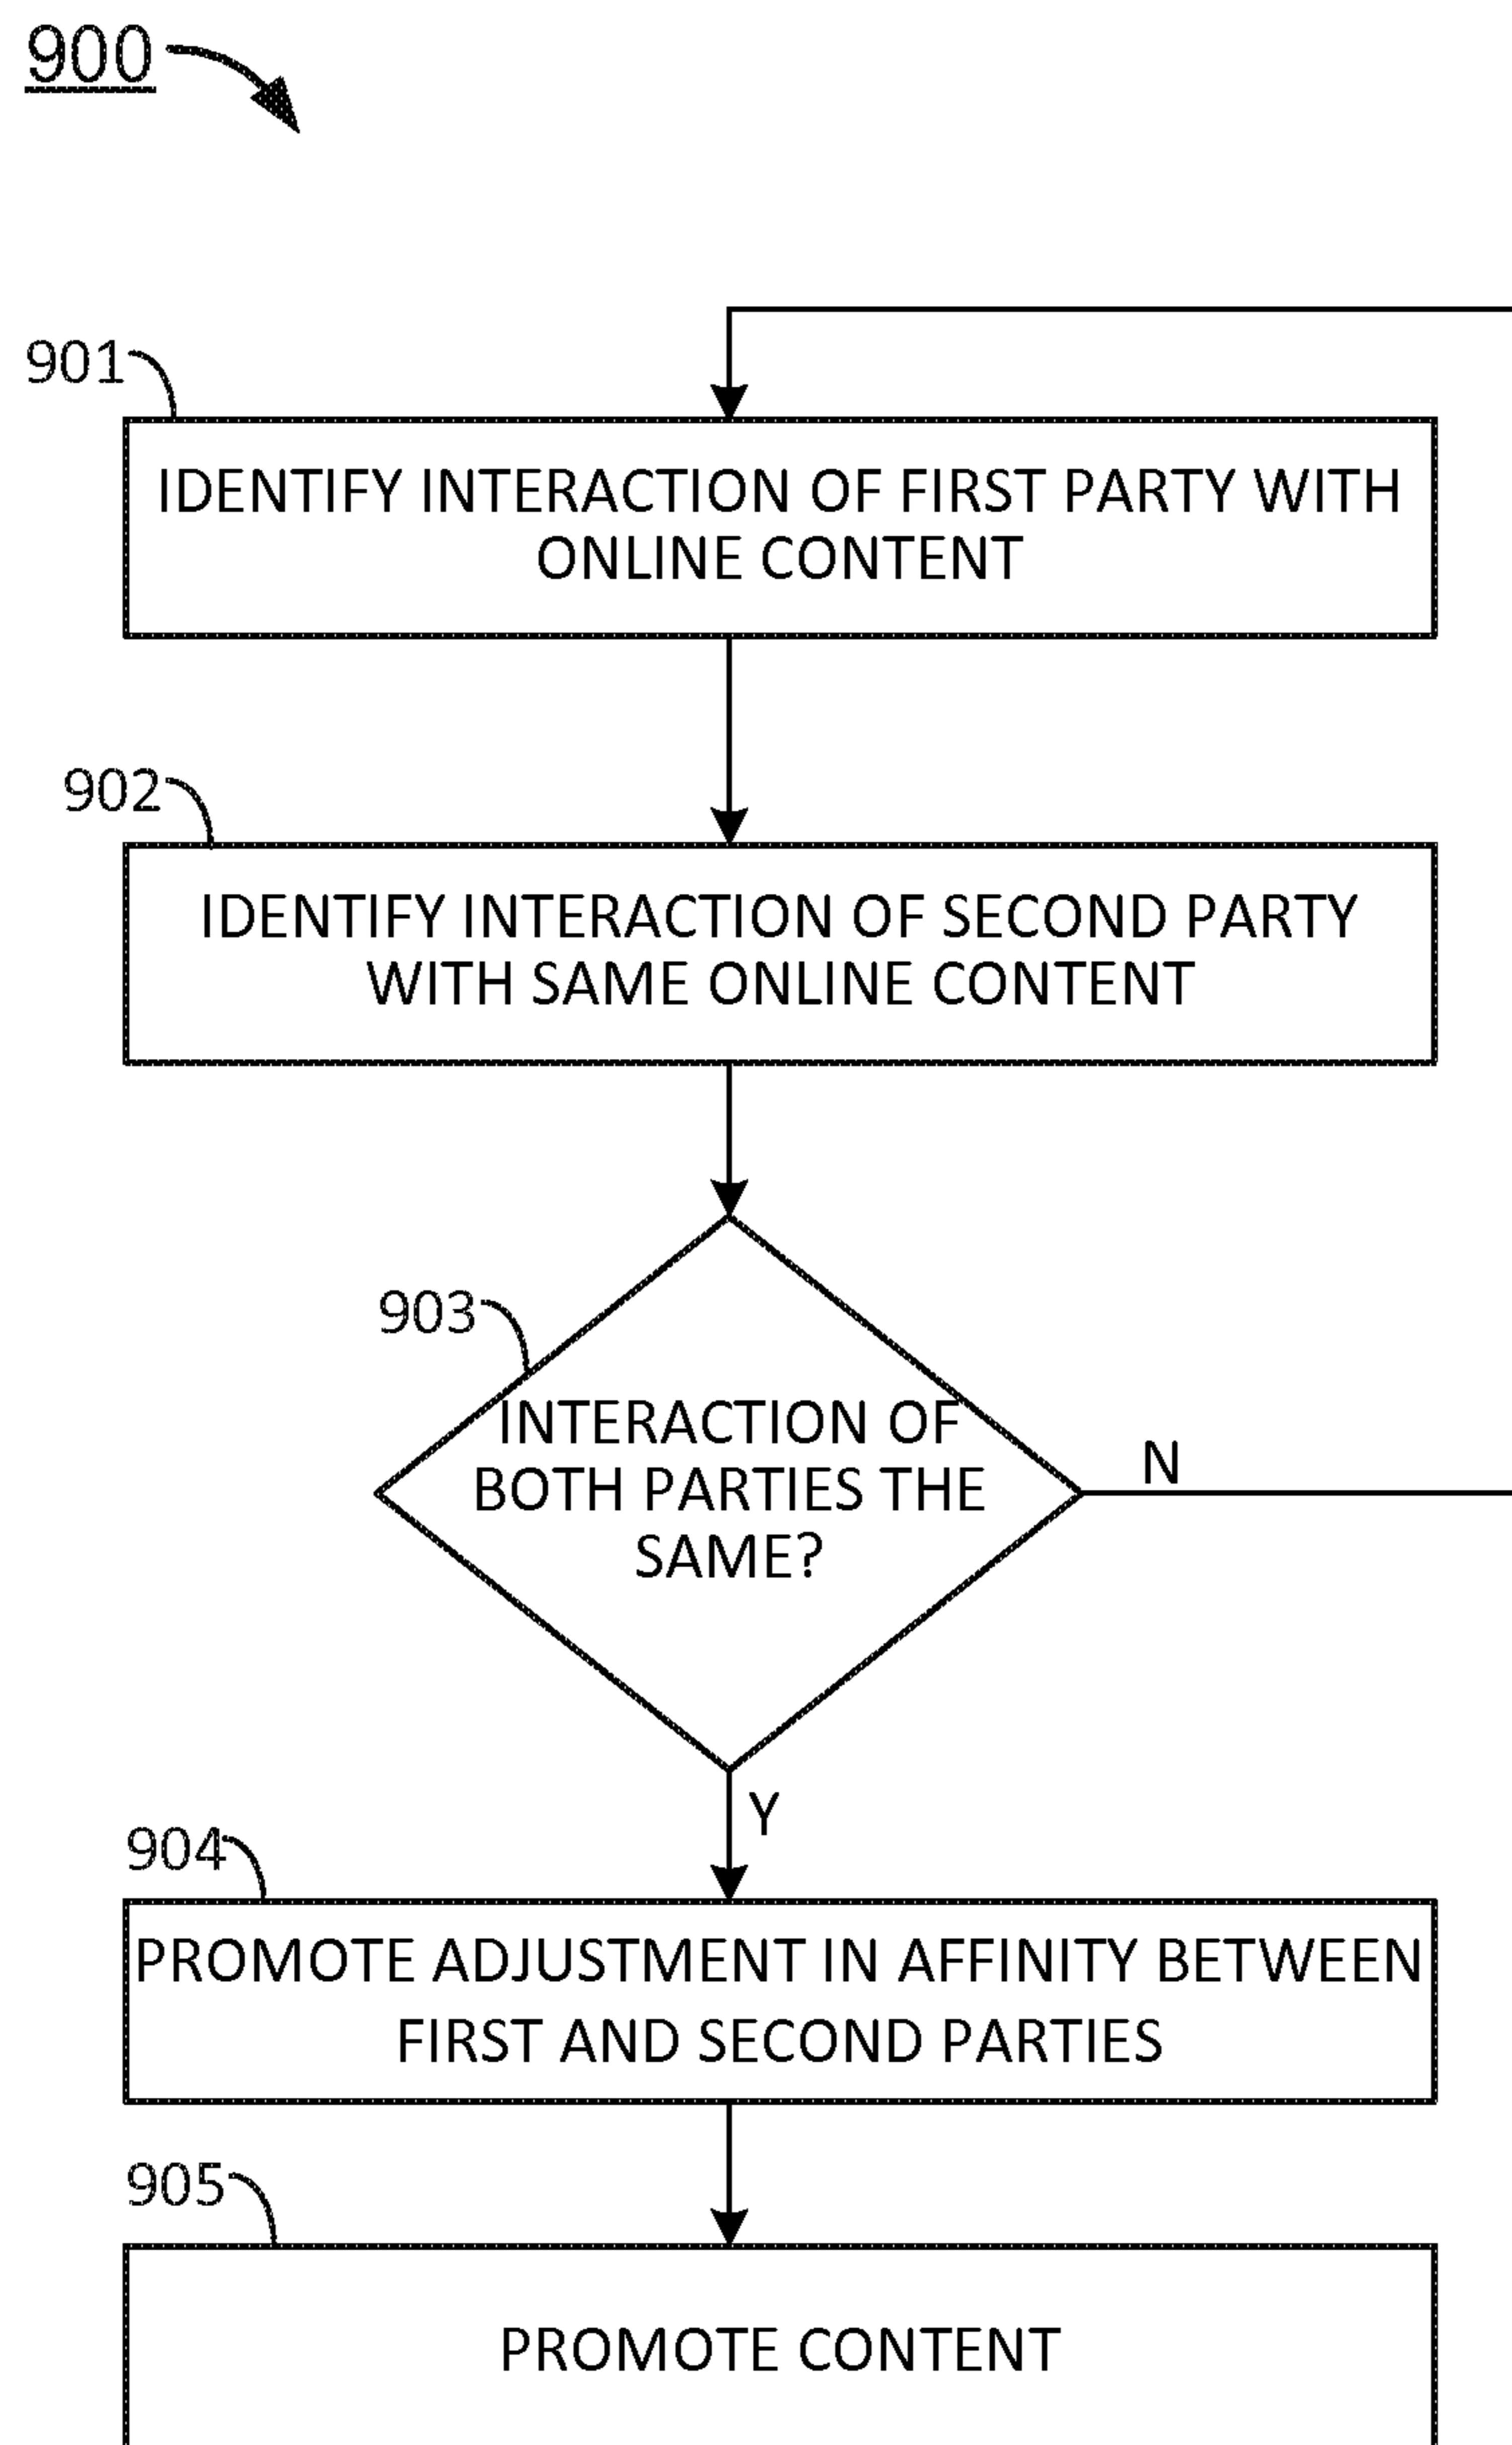 900
901
IDENTIFY INTERACTION OF FIRST PARTY WITH
ONLINE CONTENT
902
IDENTIFY INTERACTION OF SECOND PARTY
WITH SAME ONLINE CONTENT
903
INTERACTION OF
BOTH PARTIES THE
SAME?
N
Y
904
PROMOTE ADJUSTMENT IN AFFINITY BETWEEN
FIRST AND SECOND PARTIES
905
PROMOTE CONTENT